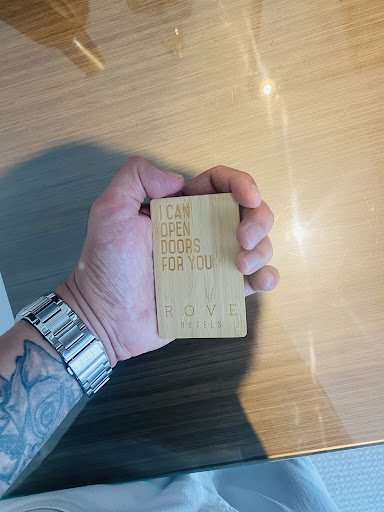 I CAN
OPEN
DOORS
FOR YOU
ROVE
HOTELS